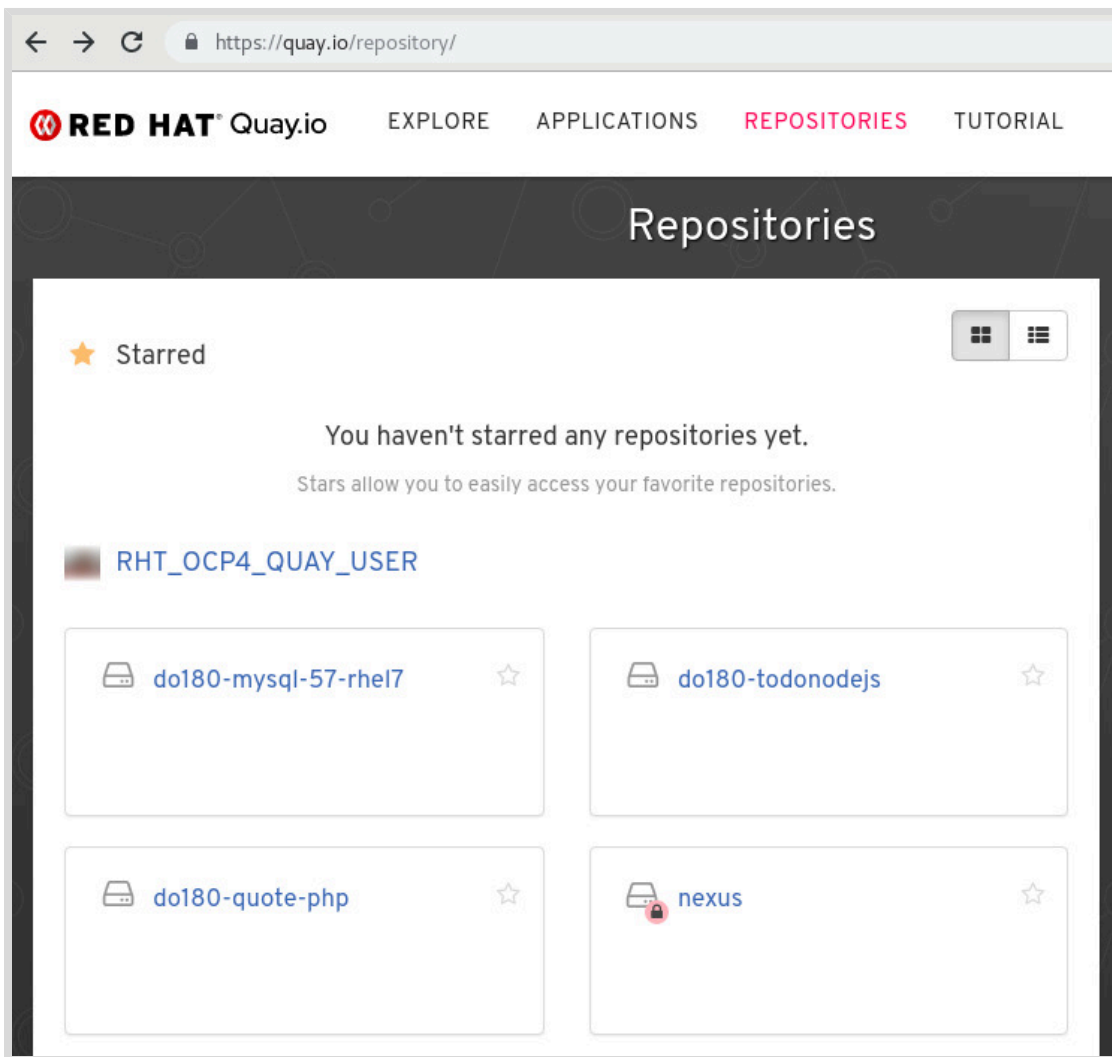 https://quay.io/repository/
RED HAT® Quay.io EXPLORE APPLICATIONS REPOSITORIES TUTORIAL
Repositories
Starred
You haven't starred any repositories yet.
Stars allow you to easily access your favorite repositories.
RHT_OCP4_QUAY_USER
do180-mysql-57-rhel7 do180-todonodejs
do180-quote-php nexus